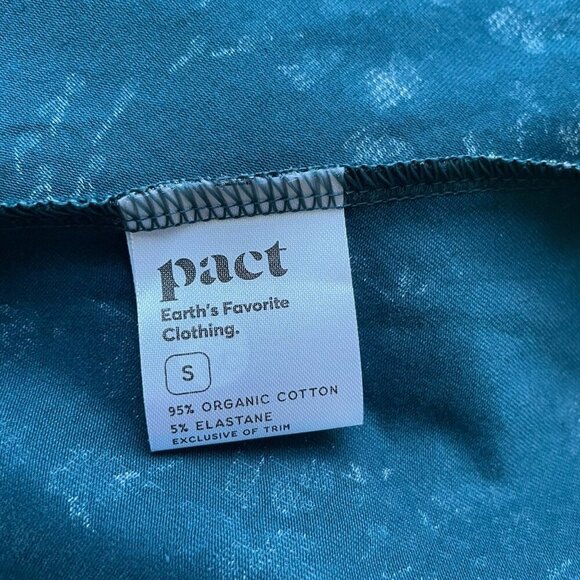 pact
Earth's Favorite
Clothing.
S
95% ORGANIC COTTON
5% ELASTANE
EXCLUSIVE OF TRIM